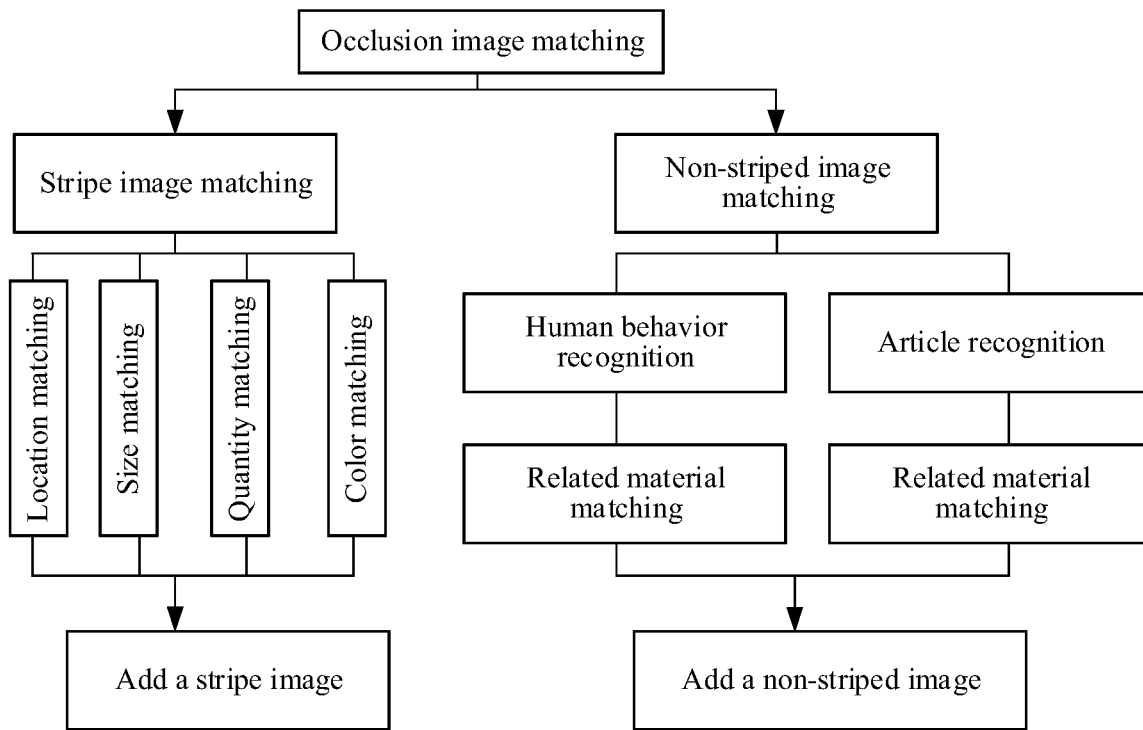 Occlusion image matching
Stripe image matching
Non-striped image
matching
Location matching
Size matching
Quantity matching
Color matching
Human behavior
recognition
Article recognition
Related material
matching
Related material
matching
Add a stripe image
Add a non-striped image